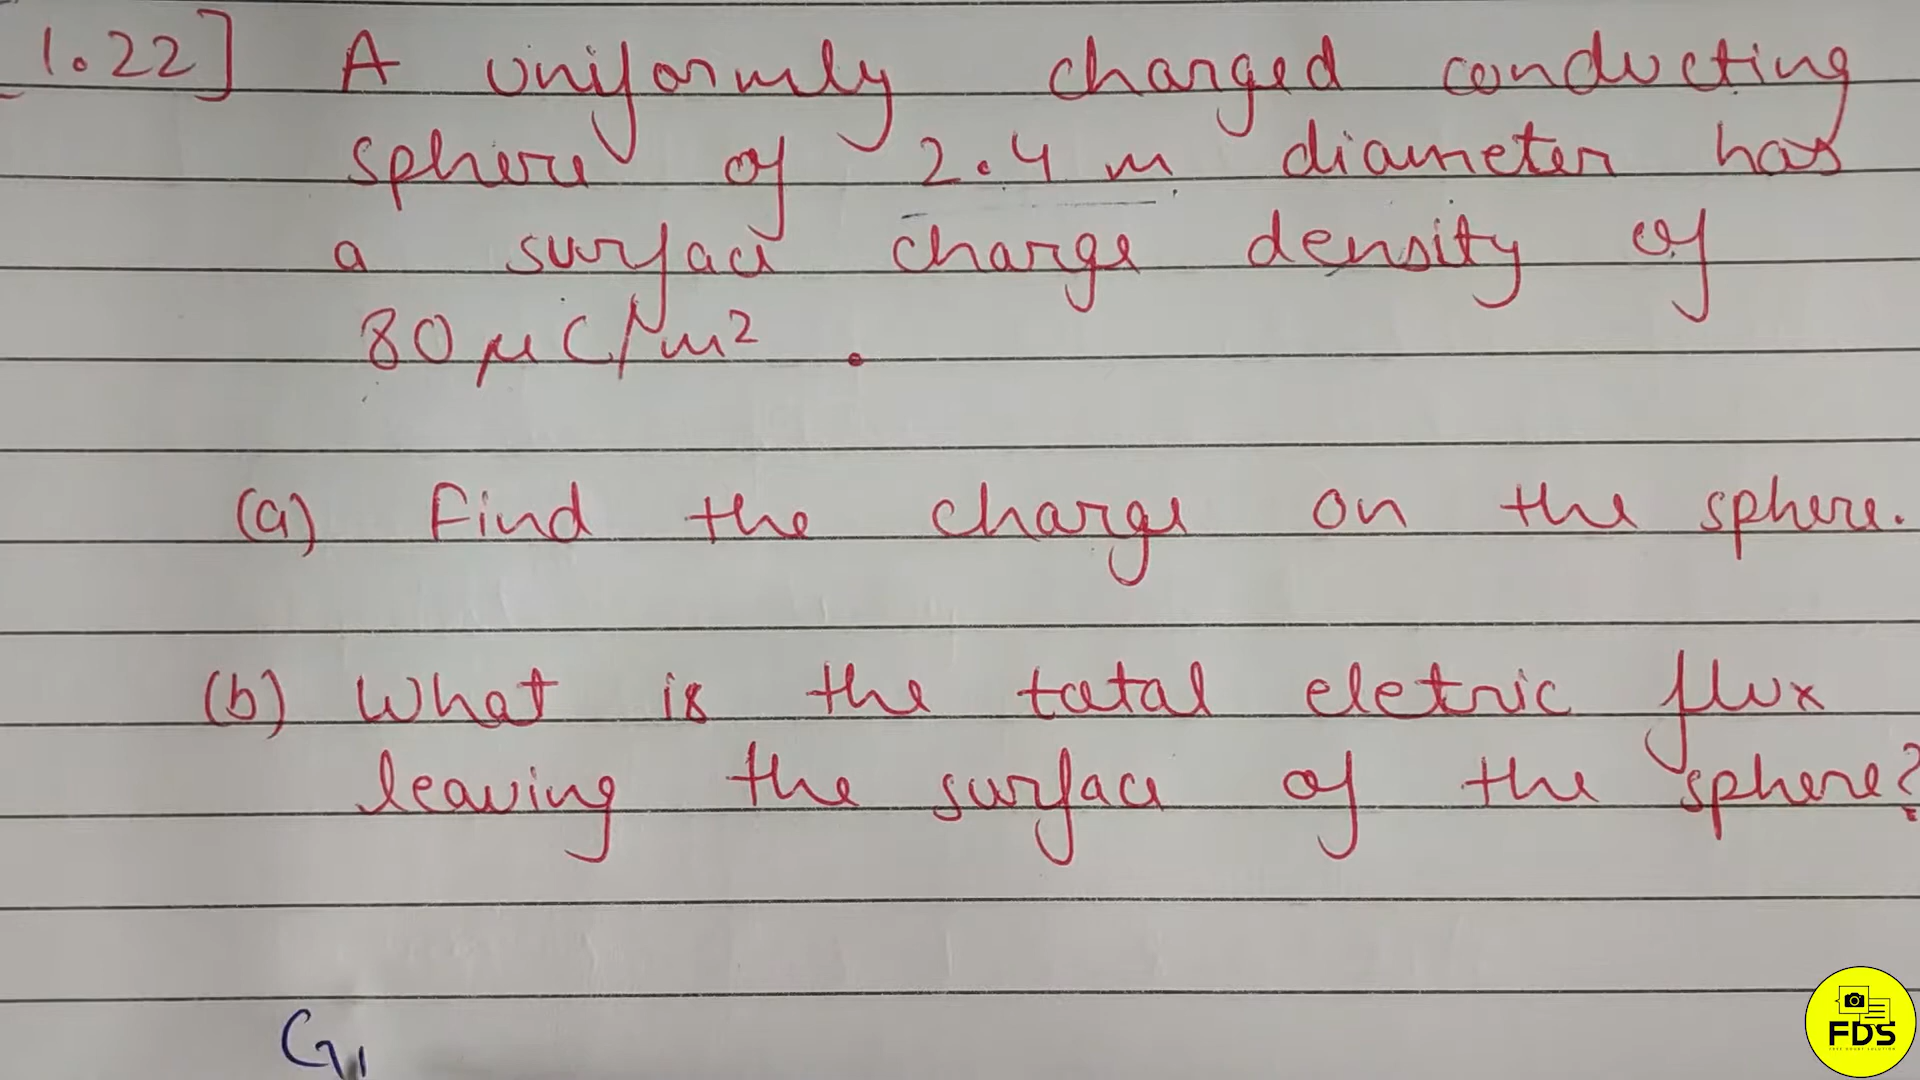 1.22] A uniformly charged conducting
sphere of 2.4 m diameter has
a surface charge density of
80 μC/m².
(a) Find the charge on the sphere.
(b) What is the total eletric flux
leaving the surface of the sphere?
FDS